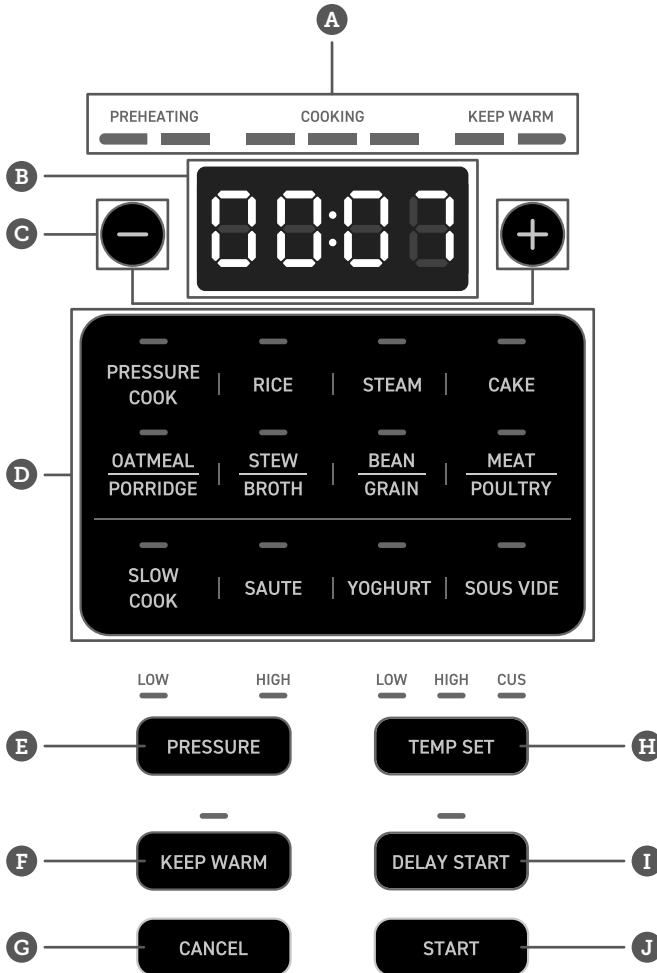 A
PREHEATING COOKING KEEP WARM
B
00:07
C
− +
PRESSURE
COOK | RICE | STEAM | CAKE
D
OATMEAL
PORRIDGE | STEW
BROTH | BEAN
GRAIN | MEAT
POULTRY
SLOW
COOK | SAUTE | YOGHURT | SOUS VIDE
LOW HIGH LOW HIGH CUS
E PRESSURE TEMP SET H
F KEEP WARM DELAY START I
G CANCEL START J